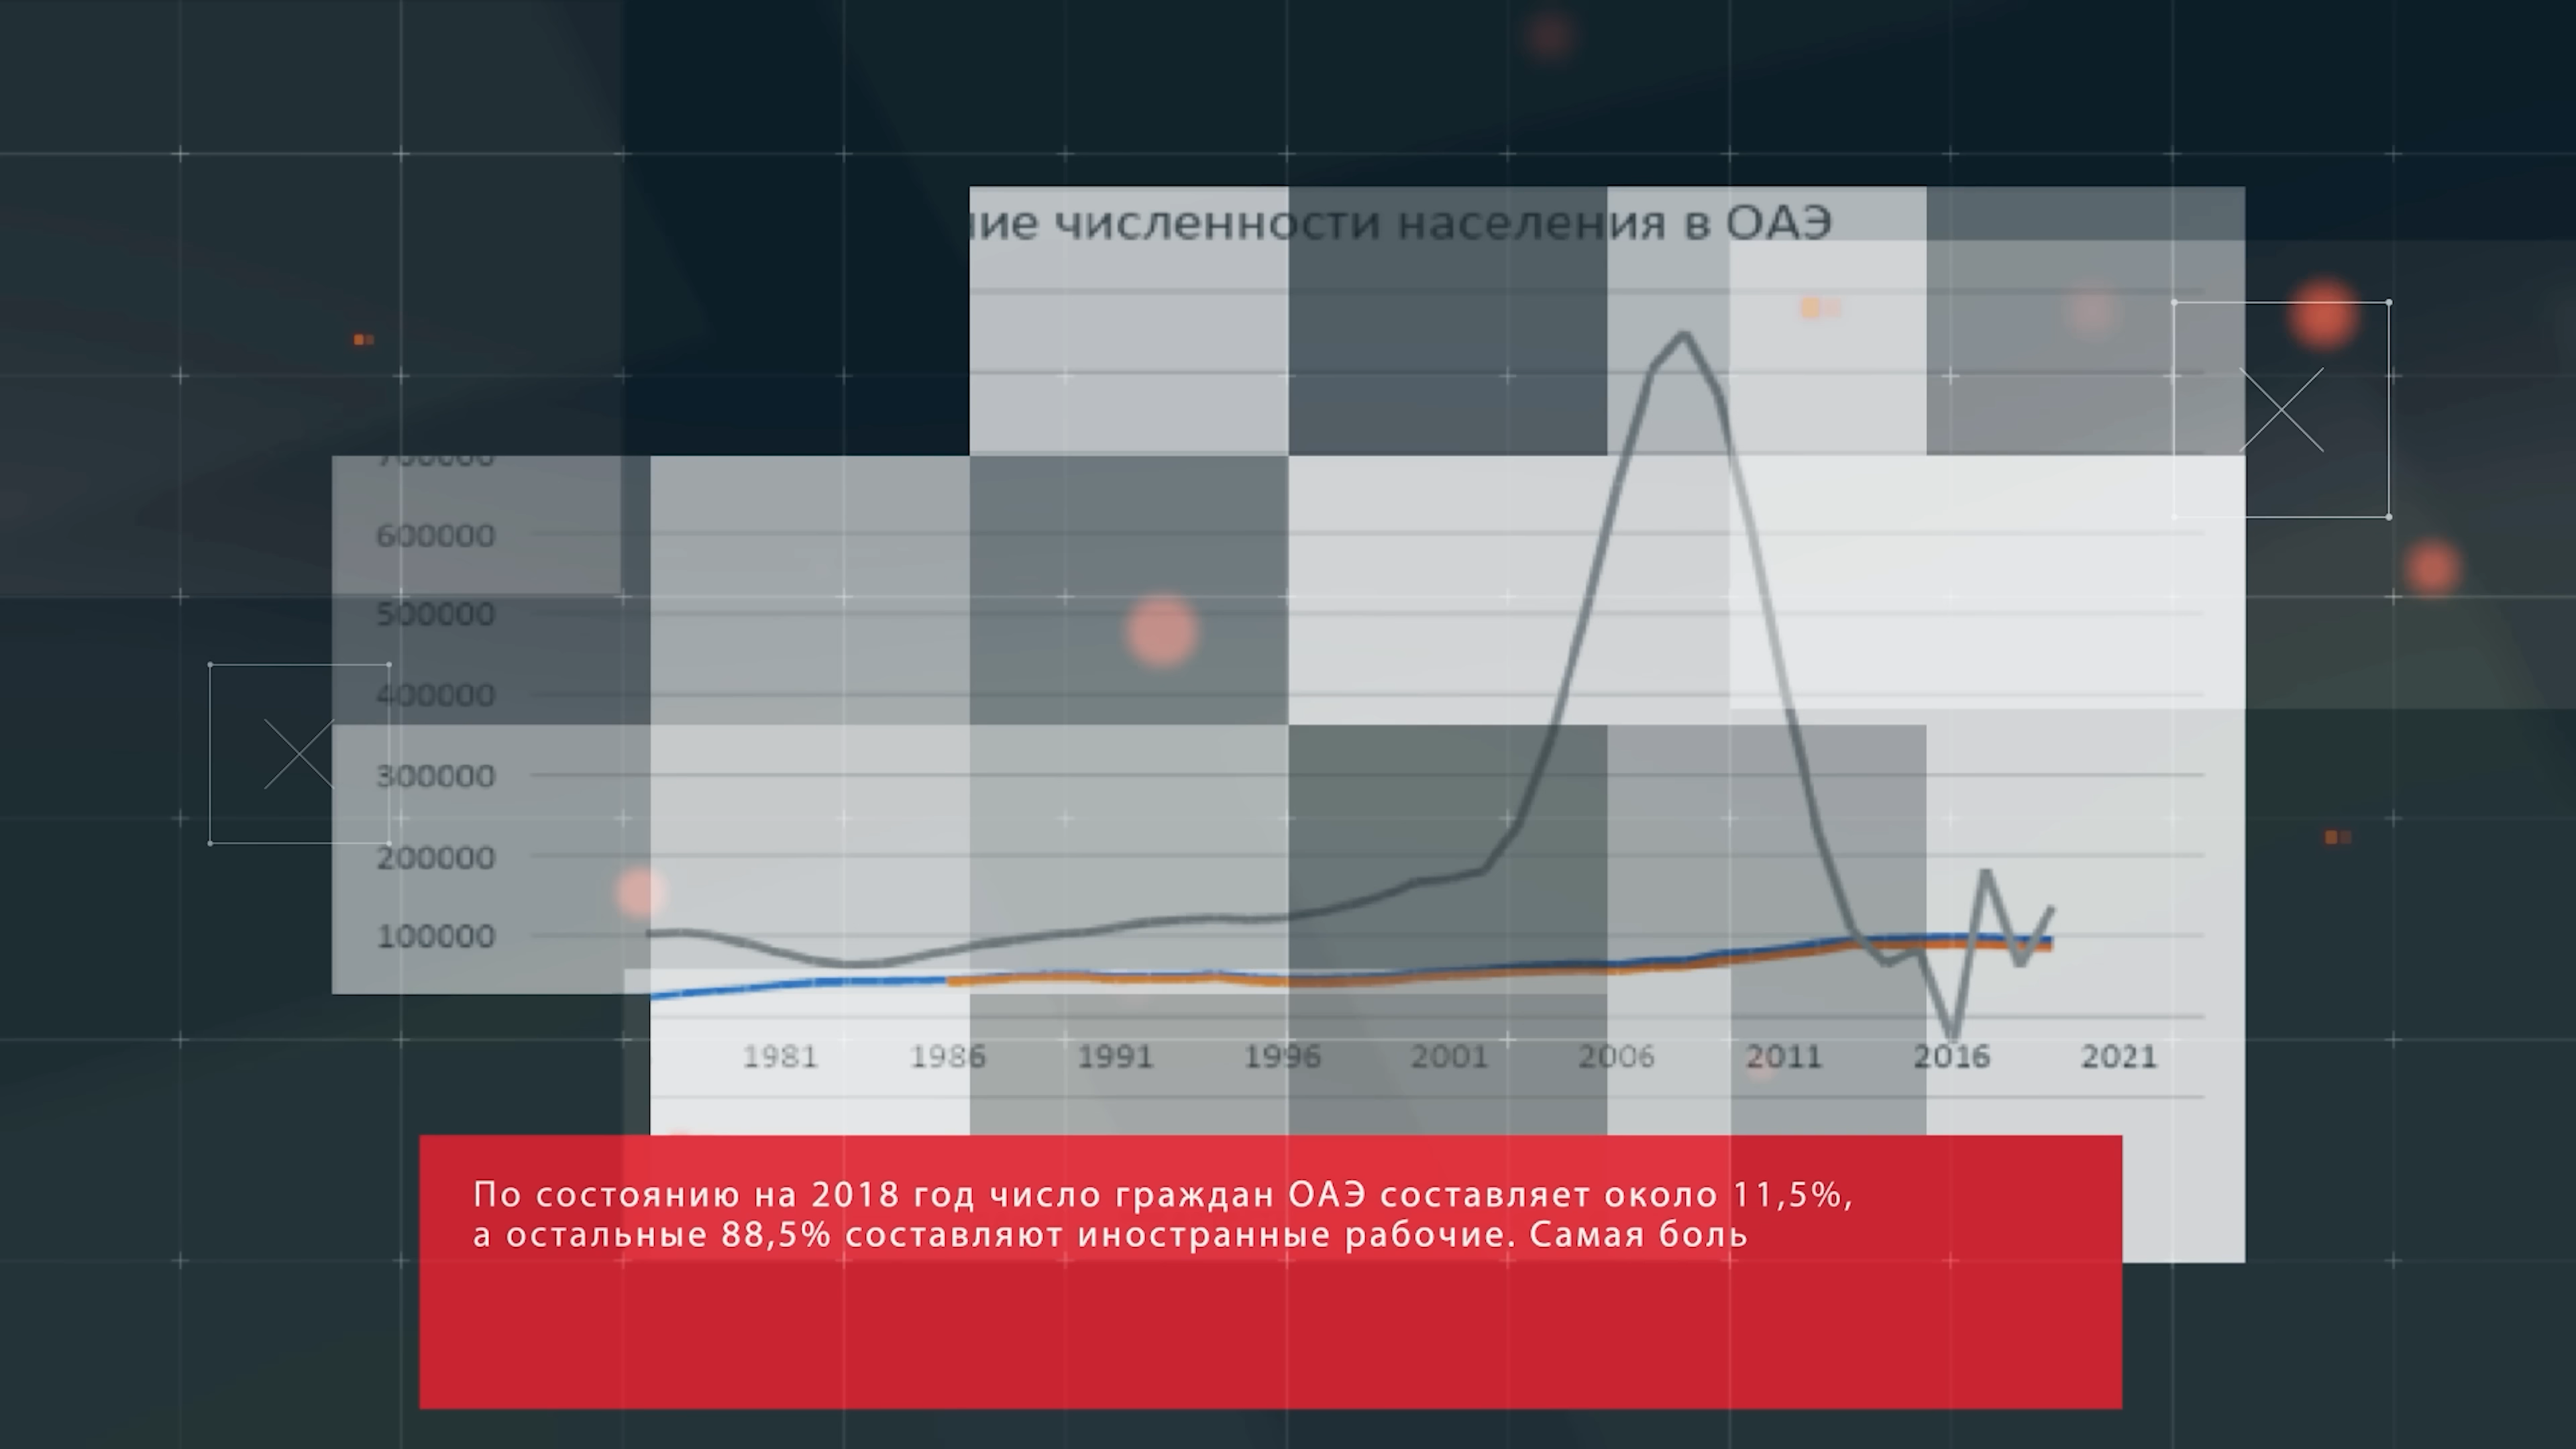 ние численности населения в ОАЭ
700000
600000
500000
400000
300000
200000
100000
1981 1986 1991 1996 2001 2006 2011 2016 2021
По состоянию на 2018 год число граждан ОАЭ составляет около 11,5%,
а остальные 88,5% составляют иностранные рабочие. Самая боль